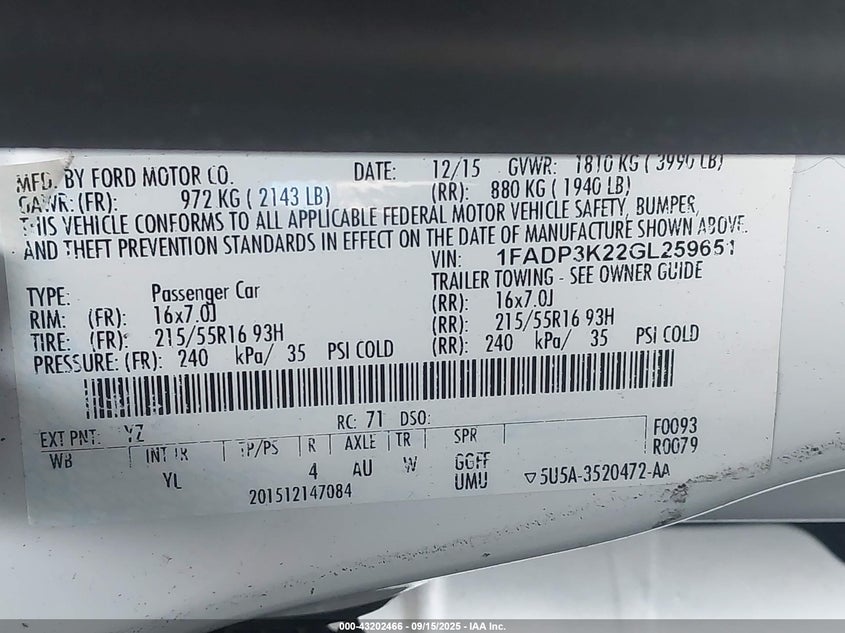 MFD. BY FORD MOTOR CO. DATE: 12/15 GVWR: 1810 KG ( 3990 LB)
GAWR: (FR): 972 KG ( 2143 LB) (RR): 880 KG ( 1940 LB)
THIS VEHICLE CONFORMS TO ALL APPLICABLE FEDERAL MOTOR VEHICLE SAFETY, BUMPER,
AND THEFT PREVENTION STANDARDS IN EFFECT ON THE DATE OF MANUFACTURE SHOWN ABOVE.
VIN: 1FADP3K22GL259651
TYPE: Passenger Car TRAILER TOWING - SEE OWNER GUIDE
RIM: (FR): 16x7.0J (RR): 16x7.0J
TIRE: (FR): 215/55R16 93H (RR): 215/55R16 93H
PRESSURE: (FR): 240 kPa/ 35 PSI COLD (RR): 240 kPa/ 35 PSI COLD
EXT PNT: YZ RC: 71 DSO: F0093
WB INT TR TP/PS R AXLE TR SPR R0079
YL 4 AU W GGFF
UMU ▽5U5A-3520472-AA
201512147084
000-43202466 - 09/15/2025 - IAA Inc.